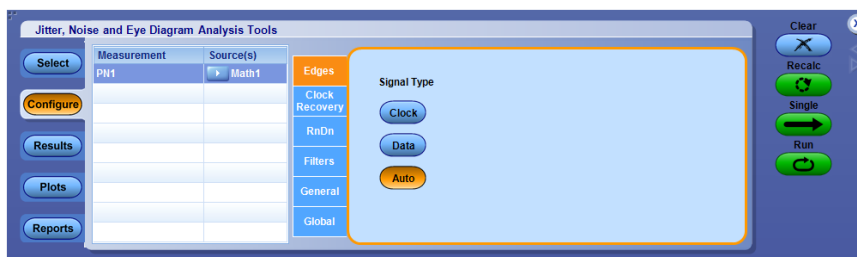 Jitter, Noise and Eye Diagram Analysis Tools
Clear
Select
Measurement Source(s)
PN1 Math1
Edges
Signal Type
Recalc
Configure
Clock
Recovery
Clock
Single
RnDn
Results
Data
Run
Filters
Auto
Plots
General
Global
Reports